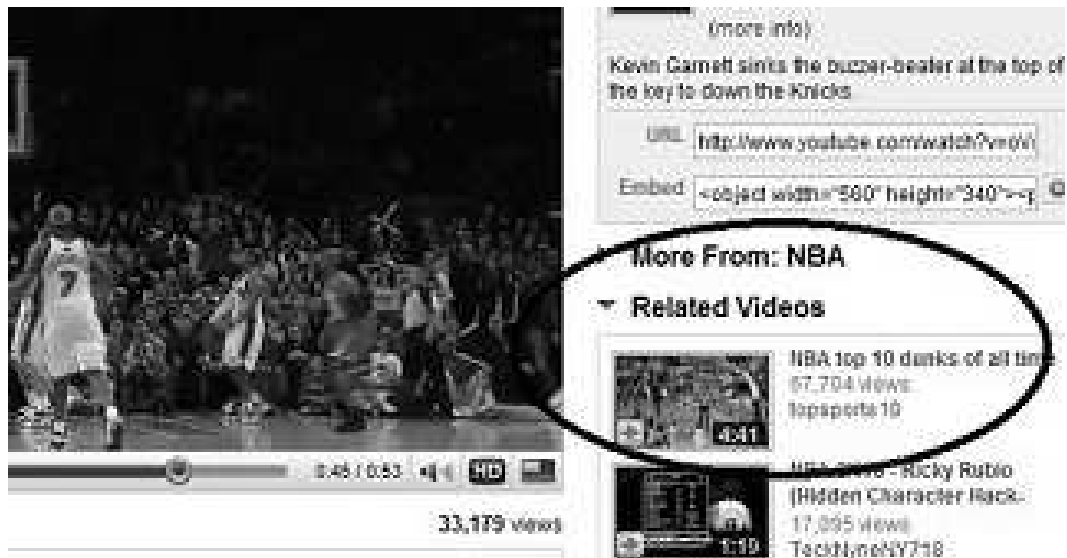 7
0:45 / 0:53
HD
33,179 views
(more info)
Kevin Garnett sinks the buzzer-beater at the top of
the key to down the Knicks.
URL
http://www.youtube.com/watch?v=
Embed
<object width="560" height="340">
More From: NBA
Related Videos
NBA top 10 dunks of all time
67,704 views
topsports10
4:41
Ricky Rubio
(Hidden Character Hack-
17,095 views
TechNyneNY718
1:19